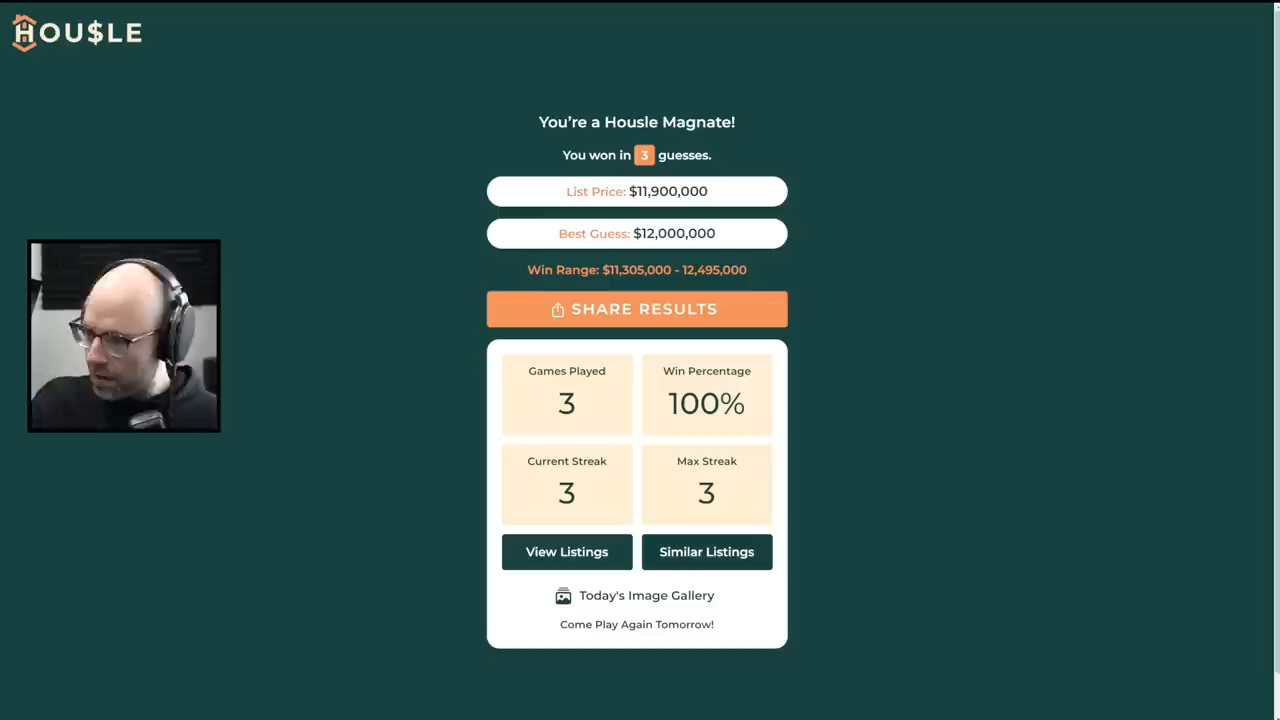 HOU$LE
You're a Housle Magnate!
You won in 3 guesses.
List Price: $11,900,000
Best Guess: $12,000,000
Win Range: $11,305,000 - 12,495,000
SHARE RESULTS
Games Played
3
Win Percentage
100%
Current Streak
3
Max Streak
3
View Listings
Similar Listings
Today's Image Gallery
Come Play Again Tomorrow!